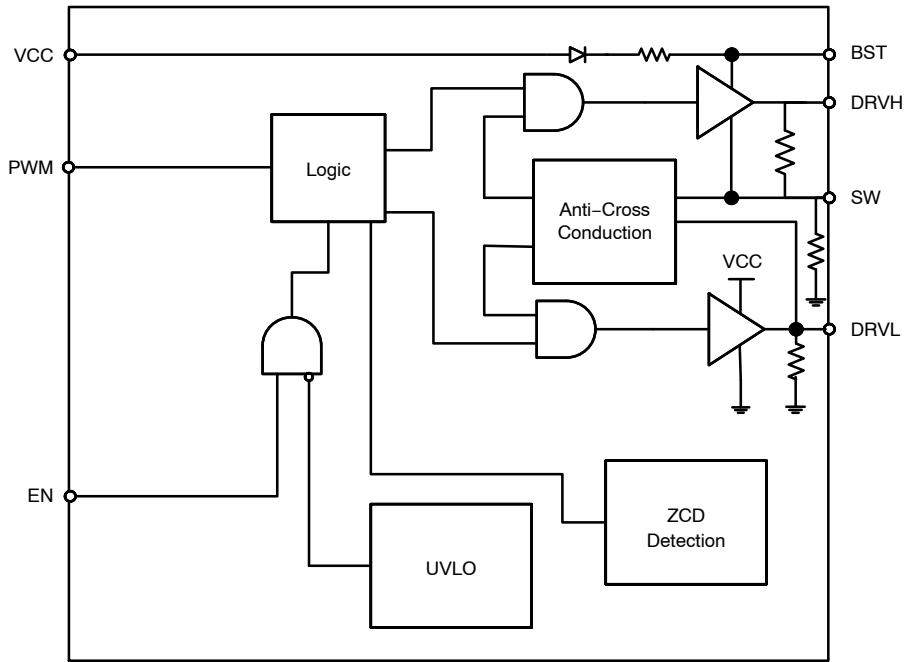 VCC
BST
DRVH
PWM
Logic
SW
Anti−Cross
Conduction
VCC
DRVL
EN
ZCD
Detection
UVLO